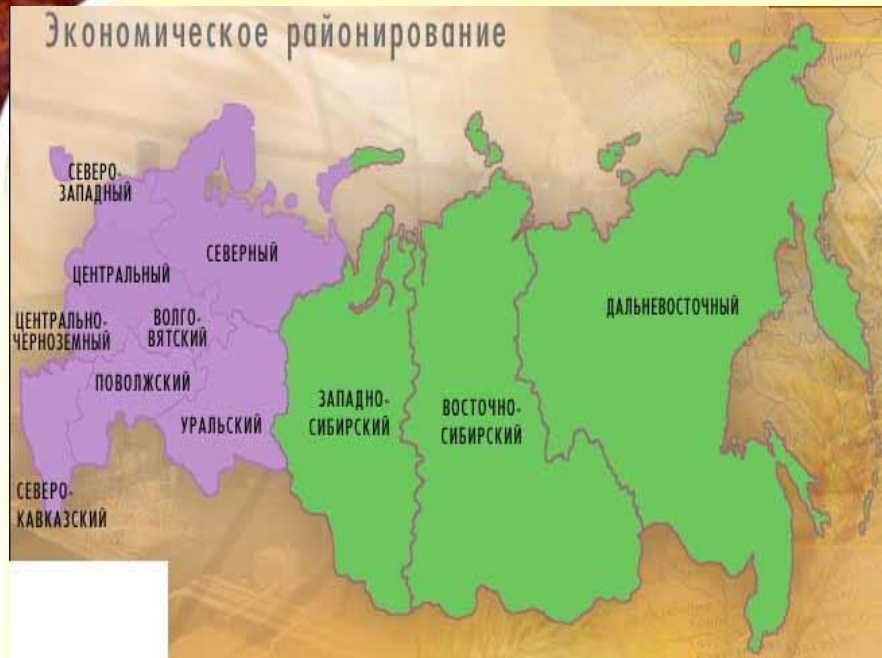 Экономическое районирование
СЕВЕРО-
ЗАПАДНЫЙ
СЕВЕРНЫЙ
ЦЕНТРАЛЬНЫЙ
ДАЛЬНЕВОСТОЧНЫЙ
ЦЕНТРАЛЬНО-
ЧЕРНОЗЕМНЫЙ
ВОЛГО-
ВЯТСКИЙ
ПОВОЛЖСКИЙ
УРАЛЬСКИЙ
ЗАПАДНО-
СИБИРСКИЙ
ВОСТОЧНО-
СИБИРСКИЙ
СЕВЕРО-
КАВКАЗСКИЙ